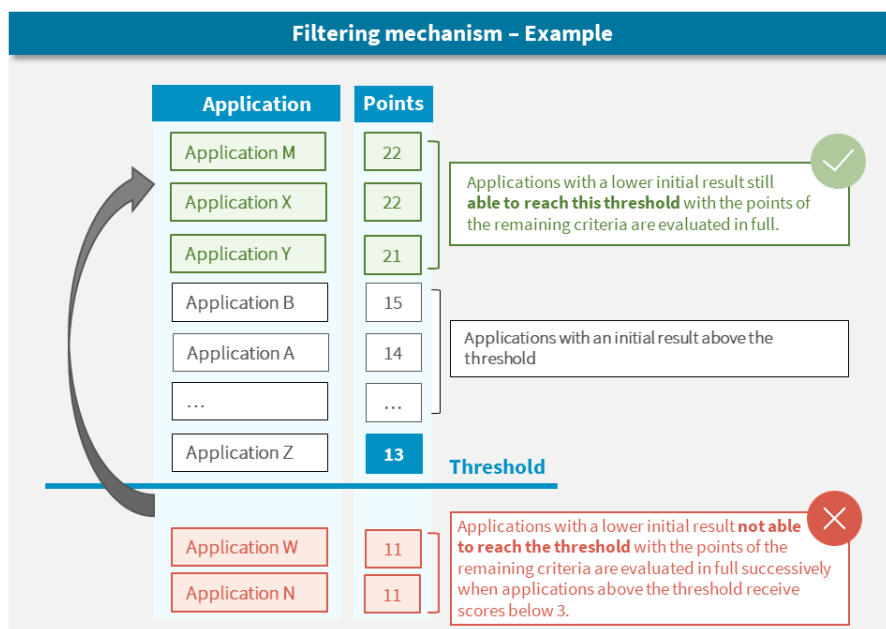 Filtering mechanism – Example
Application Points
Application M 22
Application X 22
Application Y 21
Applications with a lower initial result still
able to reach this threshold with the points of
the remaining criteria are evaluated in full.
Application B 15
Application A 14
... ...
Applications with an initial result above the
threshold
Application Z 13
Threshold
Application W 11
Application N 11
Applications with a lower initial result not able
to reach the threshold with the points of the
remaining criteria are evaluated in full successively
when applications above the threshold receive
scores below 3.